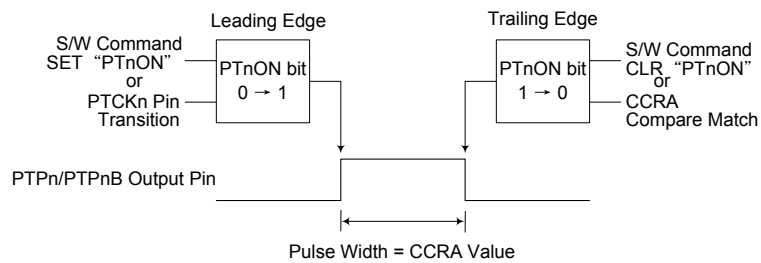 Leading Edge
S/W Command
SET “PTnON”
or
PTCKn Pin
Transition
PTnON bit
0 → 1
Trailing Edge
PTnON bit
1 → 0
S/W Command
CLR “PTnON”
or
CCRA
Compare Match
PTPn/PTPnB Output Pin
Pulse Width = CCRA Value